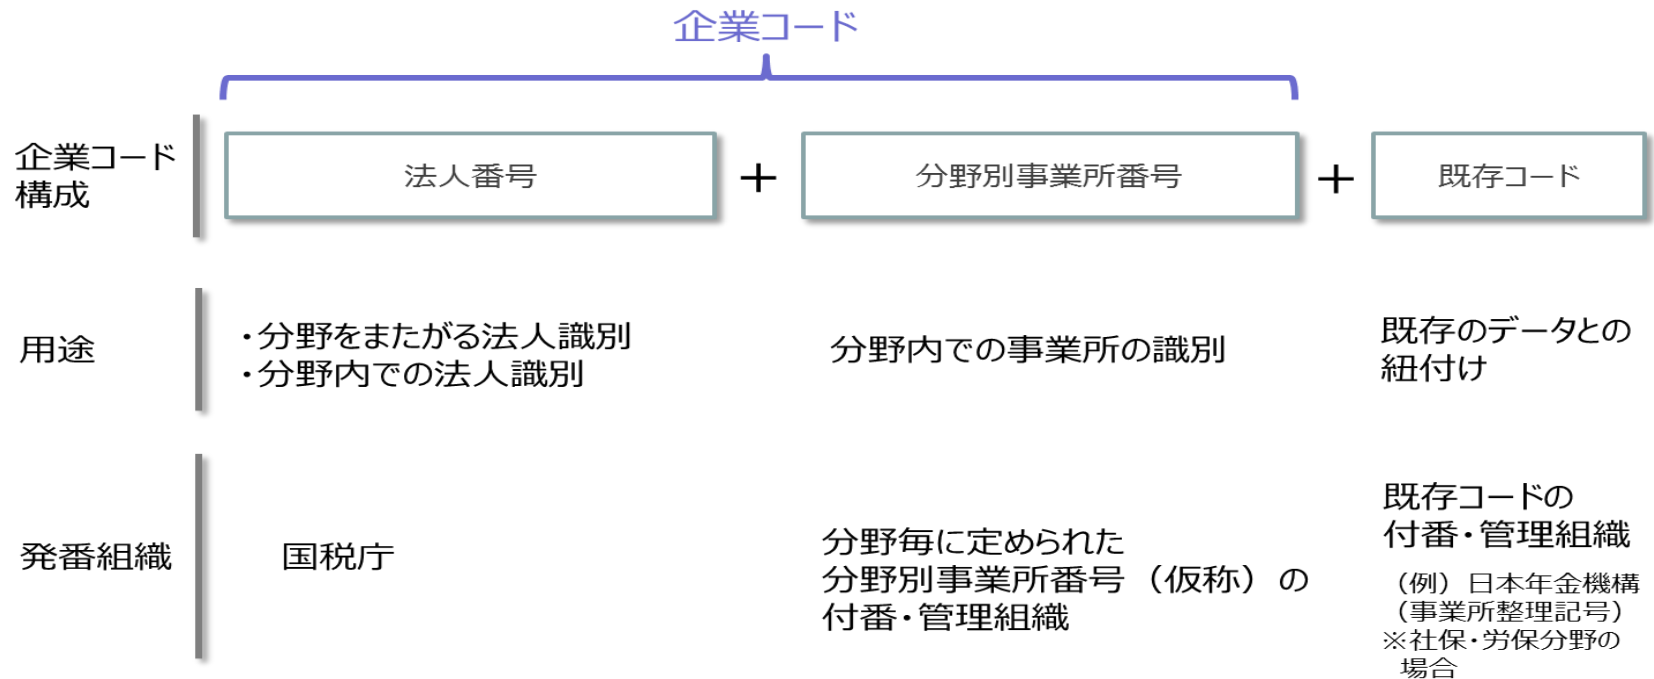 企業コード
企業コード
構成
法人番号
+
分野別事業所番号
+
既存コード
用途
・分野をまたがる法人識別
・分野内での法人識別
分野内での事業所の識別
既存のデータとの
紐付け
発番組織
国税庁
分野毎に定められた
分野別事業所番号（仮称）の
付番・管理組織
既存コードの
付番・管理組織
（例）日本年金機構
（事業所整理記号）
※社保・労保分野の
場合